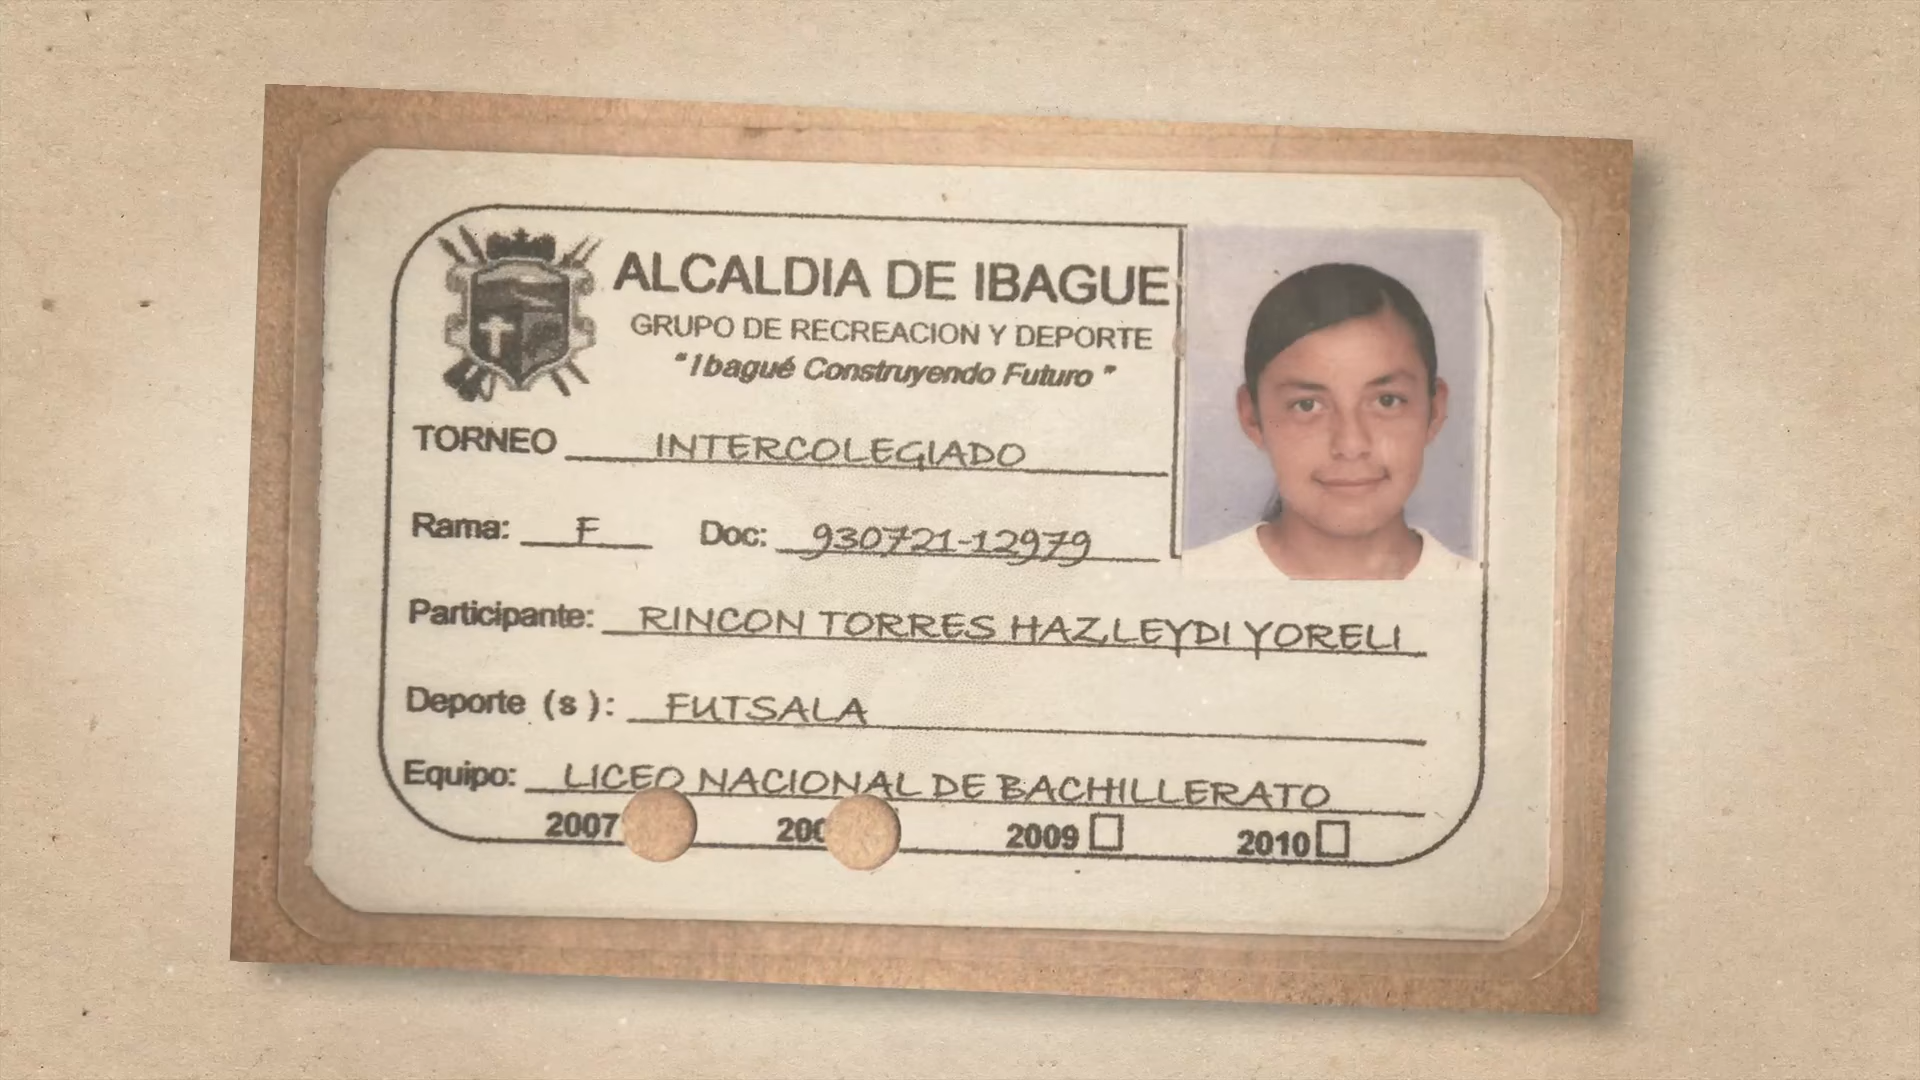 ALCALDIA DE IBAGUE
GRUPO DE RECREACION Y DEPORTE
"Ibagué Construyendo Futuro"
TORNEO INTERCOLEGIADO
Rama: F Doc: 930721-12979
Participante: RINCON TORRES HAZLEYDI YORELI
Deporte (s): FUTSALA
Equipo: LICEO NACIONAL DE BACHILLERATO
2007 2009 2010